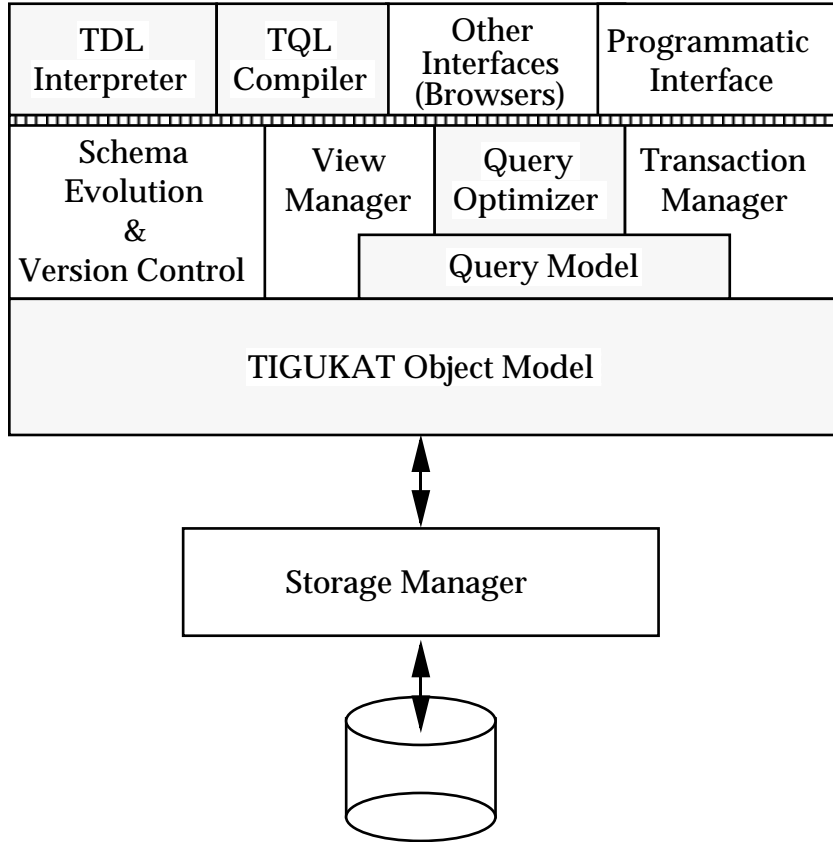 TDL
Interpreter
TQL
Compiler
Other
Interfaces
(Browsers)
Programmatic
Interface
Schema
Evolution
&
Version Control
View
Manager
Query
Optimizer
Transaction
Manager
Query Model
TIGUKAT Object Model
Storage Manager